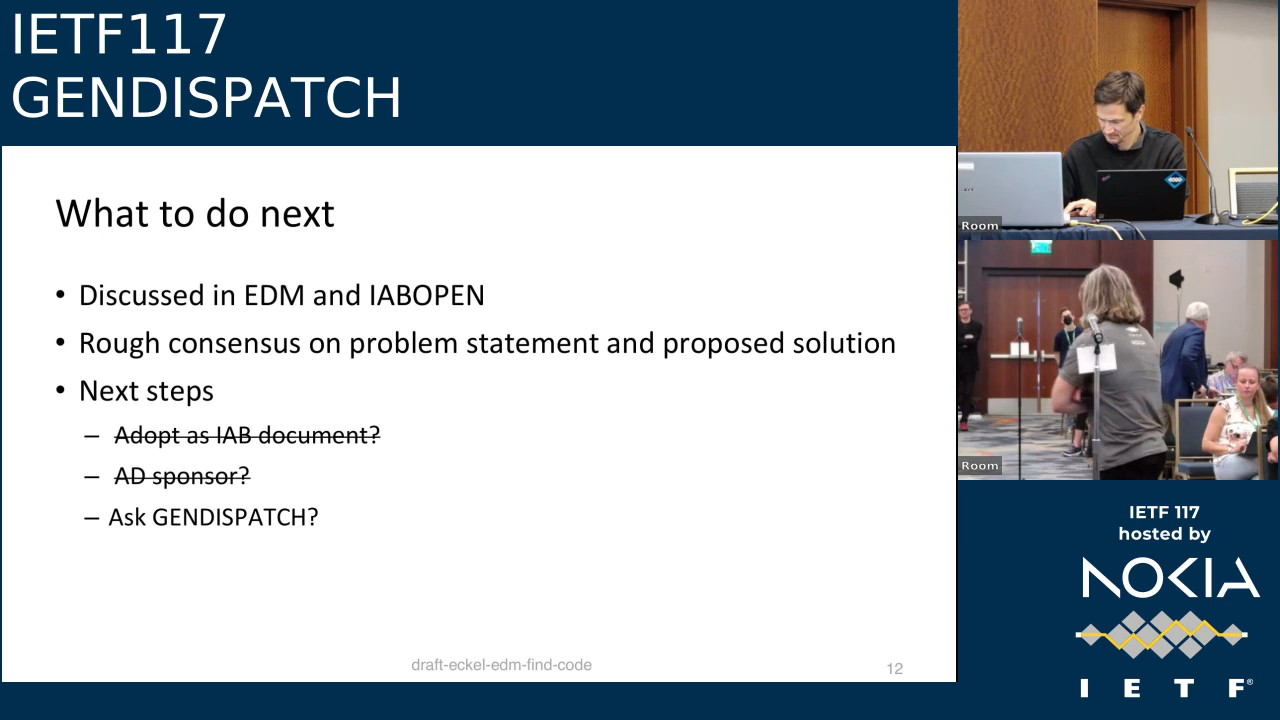 IETF117
GENDISPATCH
What to do next
• Discussed in EDM and IABOPEN
• Rough consensus on problem statement and proposed solution
• Next steps
– Adopt as IAB document?
– AD sponsor?
– Ask GENDISPATCH?
draft-eckel-edm-find-code
12
Room
Room
IETF 117
hosted by
NOKIA
I E T F®